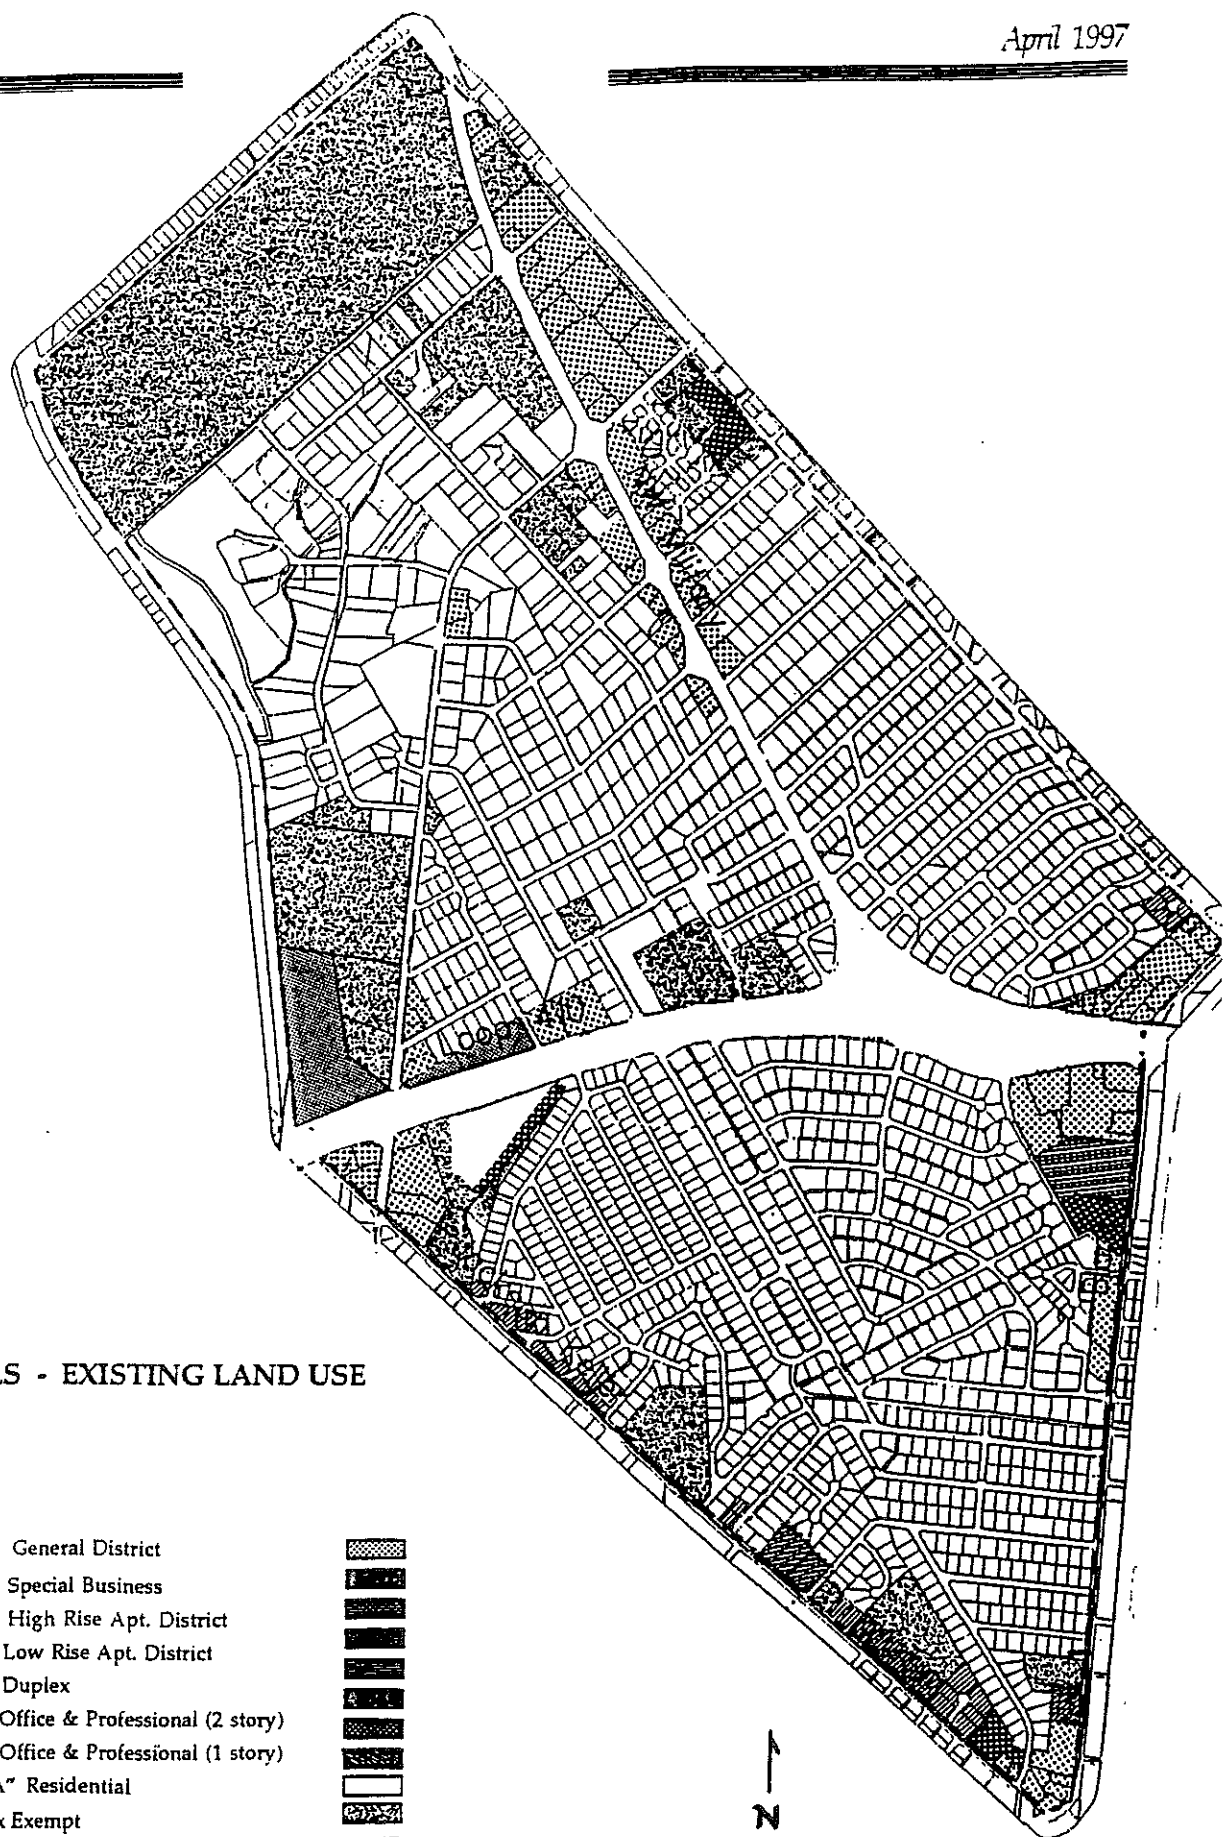 April 1997
S - EXISTING LAND USE
General District
Special Business
High Rise Apt. District
Low Rise Apt. District
Duplex
Office & Professional (2 story)
Office & Professional (1 story)
" Residential
x Exempt
N